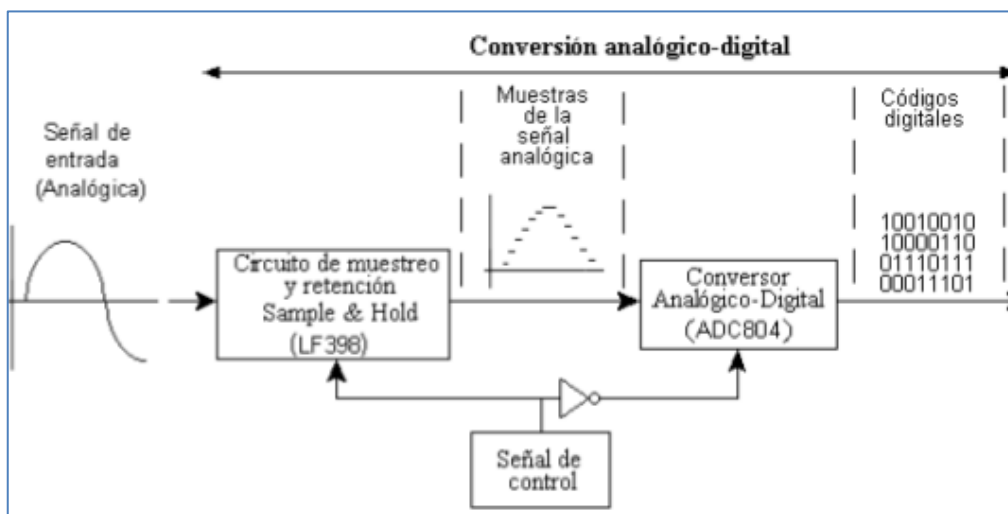 Conversión analógico-digital
Señal de
entrada
(Analógica)
Muestras
de la
señal
analógica
Códigos
digitales
10010010
10000110
01110111
00011101
Circuito de muestreo
y retención
Sample & Hold
(LF398)
Conversor
Analógico-Digital
(ADC804)
Señal de
control